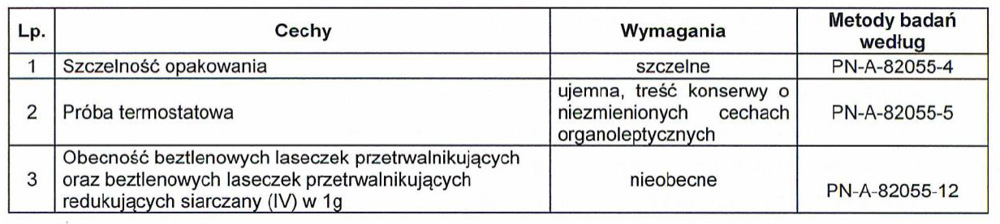 Lp. Cechy Wymagania Metody badań
według
1 Szczelność opakowania szczelne PN-A-82055-4
2 Próba termostatowa ujemna, treść konserwy o
niezmienionych cechach
organoleptycznych PN-A-82055-5
3 Obecność beztlenowych laseczek przetrwalnikujących
oraz beztlenowych laseczek przetrwalnikujących
redukujących siarczany (IV) w 1g nieobecne PN-A-82055-12